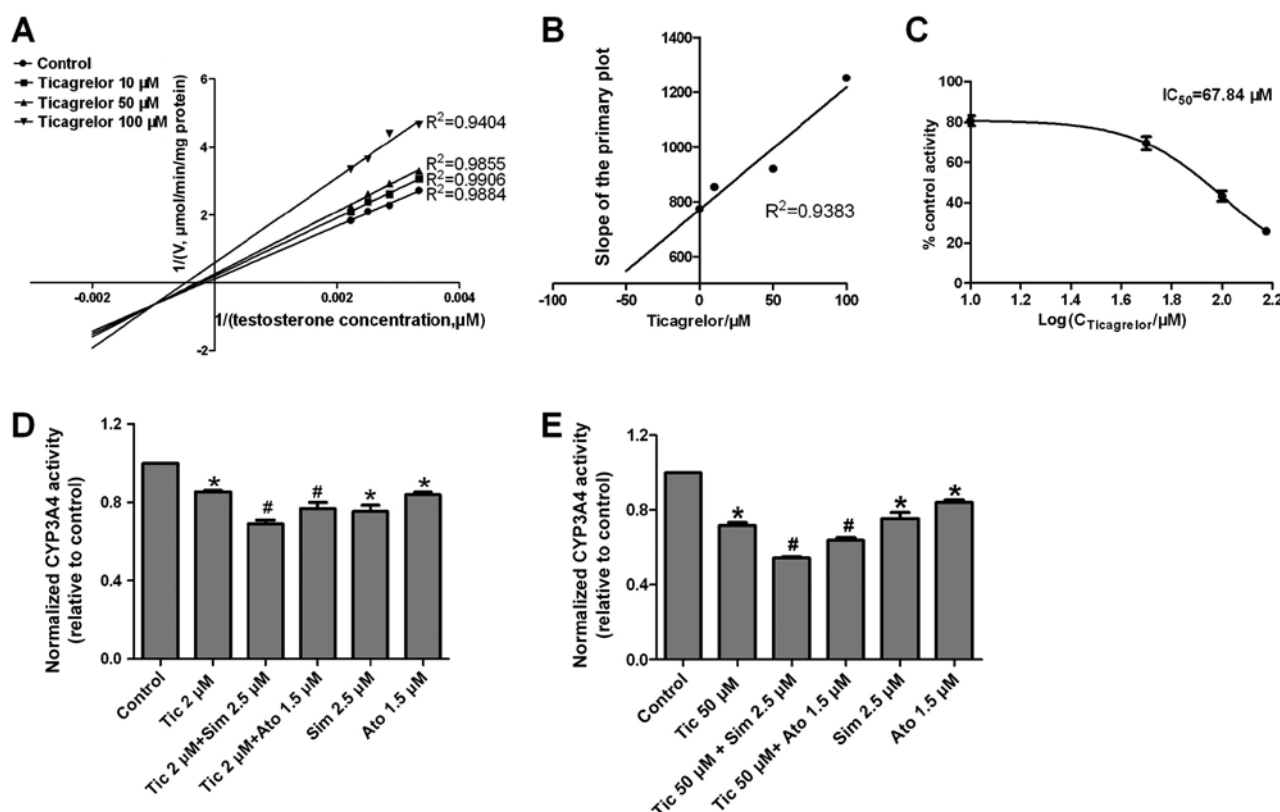 A
Control
Ticagrelor 10 µM
Ticagrelor 50 µM
Ticagrelor 100 µM
1/(V, µmol/min/mg protein)
6
4
2
-2
-0.002
0.002
0.004
1/(testosterone concentration,µM)
R²=0.9404
R²=0.9855
R²=0.9906
R²=0.9884
B
Slope of the primary plot
1400
1200
1000
800
600
R²=0.9383
-100
-50
0
50
100
Ticagrelor/µM
C
IC₅₀=67.84 µM
% control activity
100
80
60
40
20
0
1.0
1.2
1.4
1.6
1.8
2.0
2.2
Log(C_Ticagrelor/µM)
D
Normalized CYP3A4 activity
(relative to control)
1.2
0.8
0.4
0.0
*
#
#
*
*
Control
Tic 2 µM
Tic 2 µM+Sim 2.5 µM
Tic 2 µM+Ato 1.5 µM
Sim 2.5 µM
Ato 1.5 µM
E
Normalized CYP3A4 activity
(relative to control)
1.2
0.8
0.4
0.0
*
#
#
*
*
Control
Tic 50 µM
Tic 50 µM + Sim 2.5 µM
Tic 50 µM+ Ato 1.5 µM
Sim 2.5 µM
Ato 1.5 µM